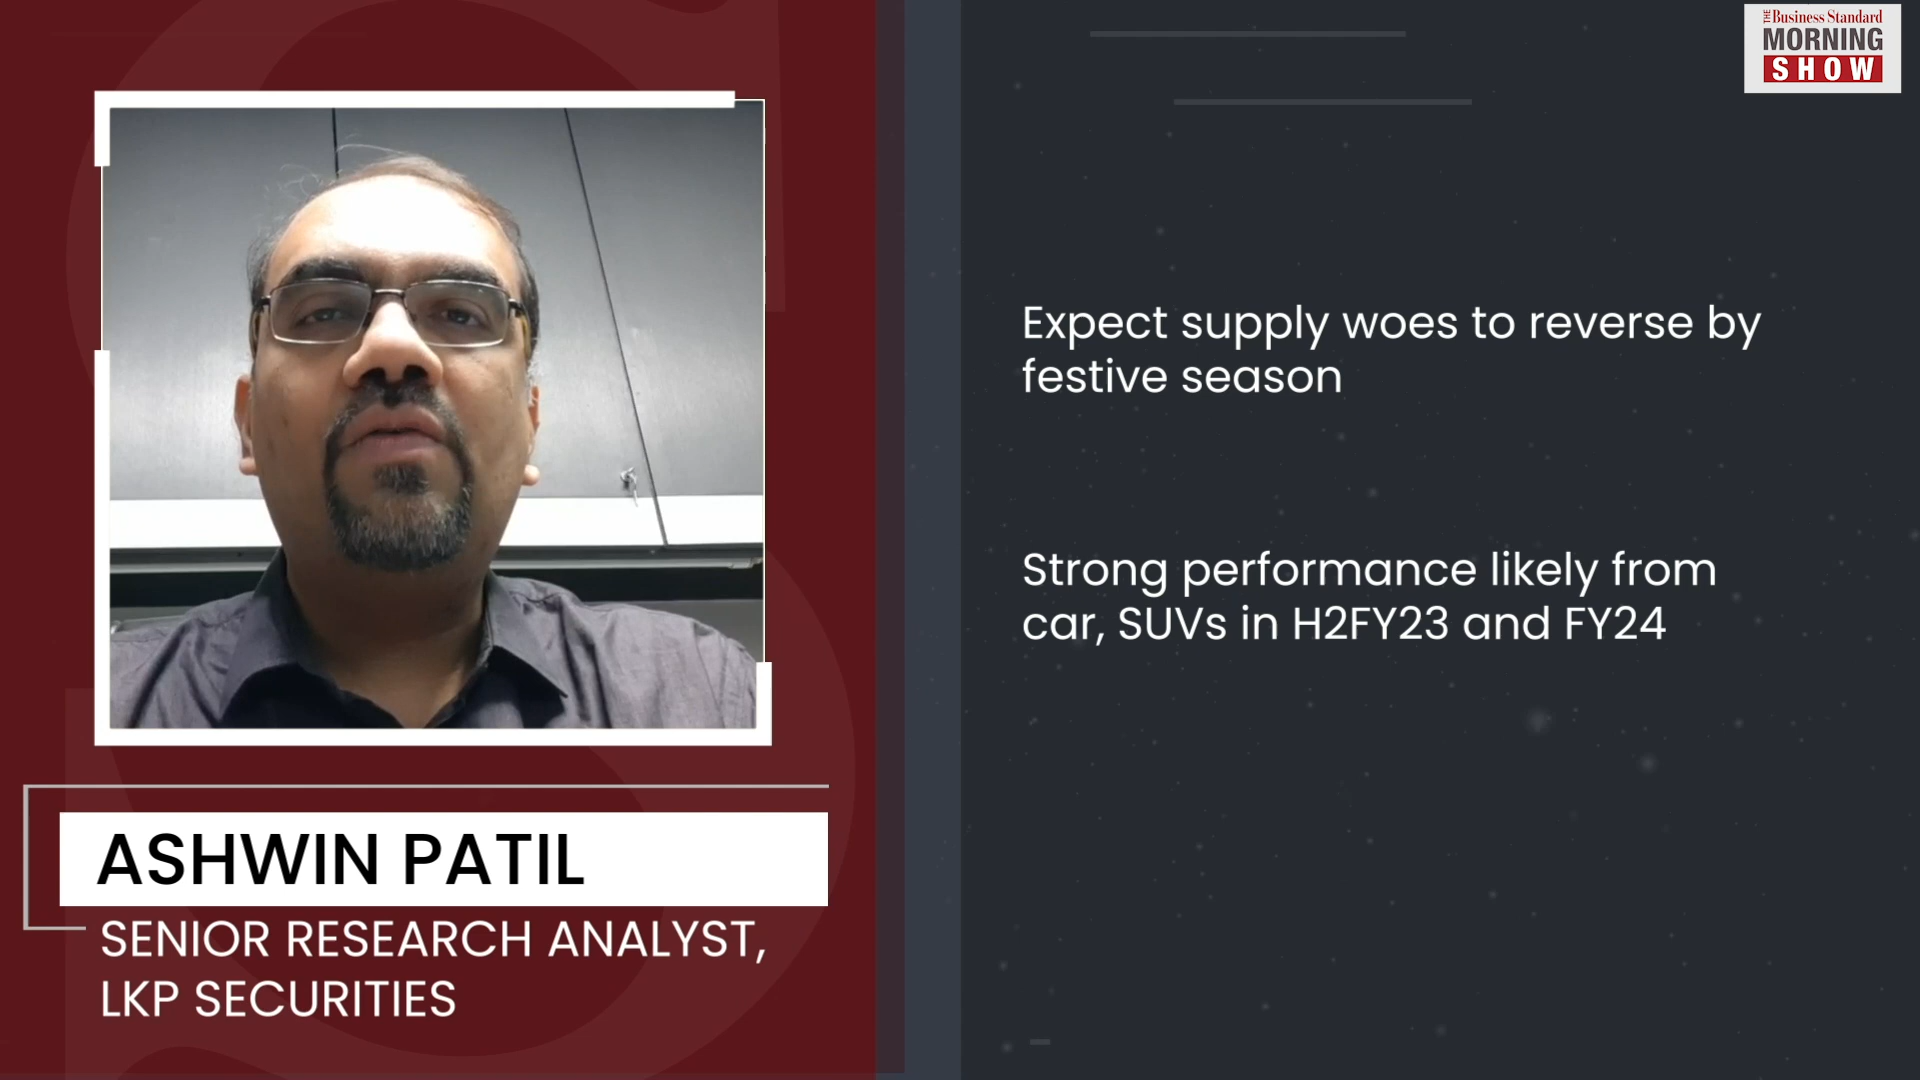 THE Business Standard
MORNING
SHOW
Expect supply woes to reverse by
festive season
Strong performance likely from
car, SUVs in H2FY23 and FY24
ASHWIN PATIL
SENIOR RESEARCH ANALYST,
LKP SECURITIES